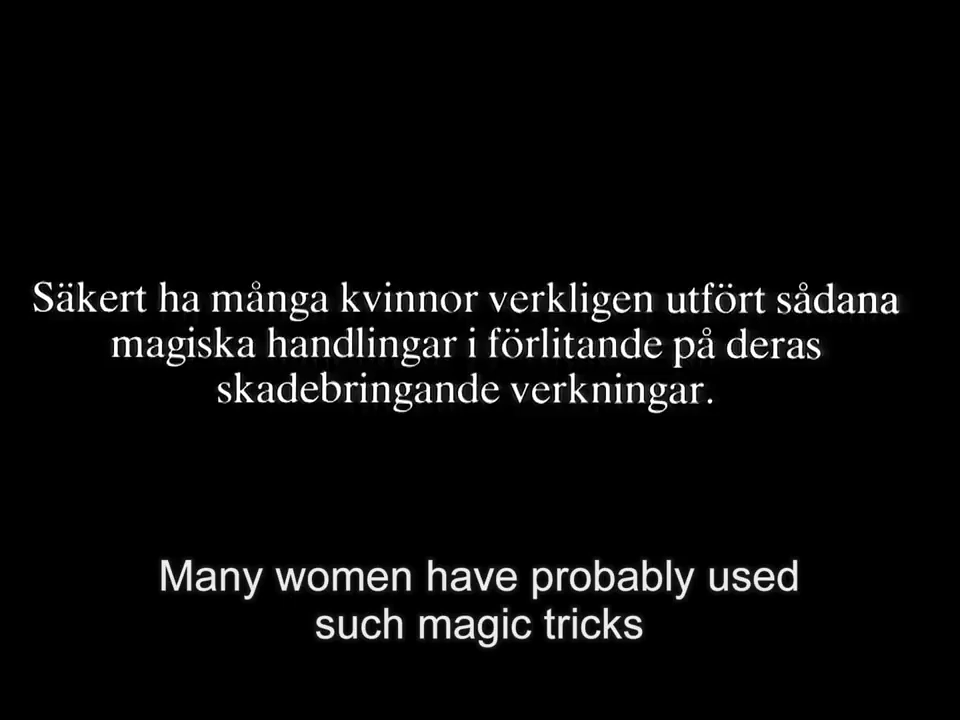 Säkert ha många kvinnor verkligen utfört sådana
magiska handlingar i förlitande på deras
skadebringande verkningar.
Many women have probably used
such magic tricks